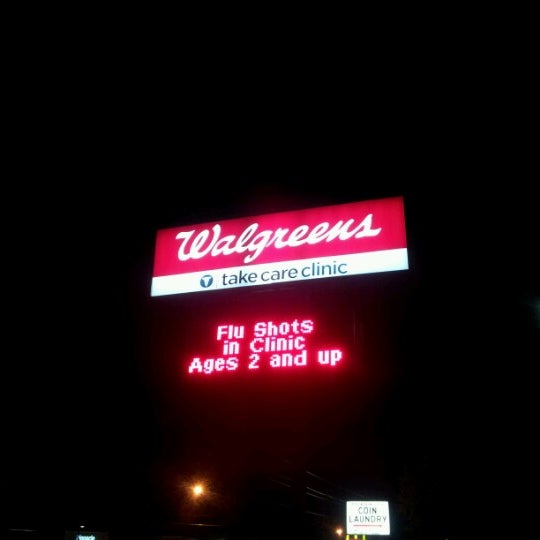 Walgreens
take care clinic
Flu Shots
in Clinic
Ages 2 and up
COIN
LAUNDRY